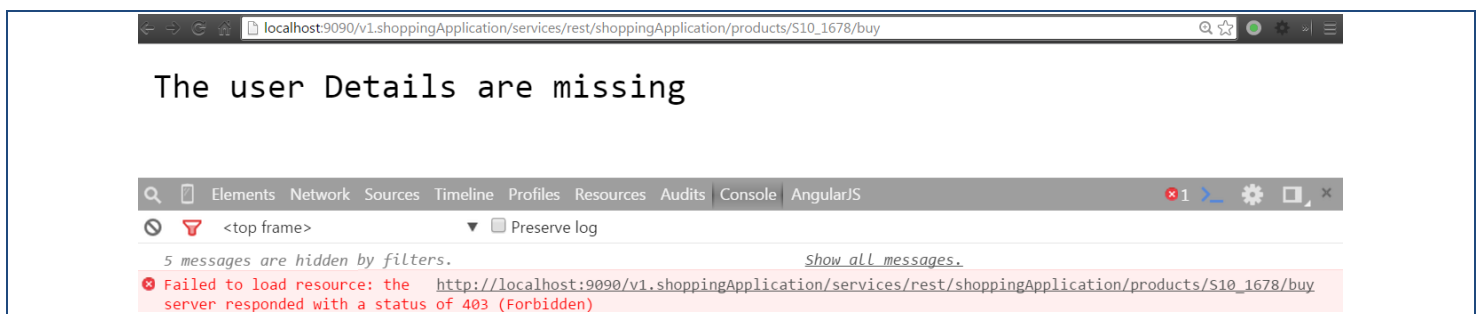 localhost:9090/v1.shoppingApplication/services/rest/shoppingApplication/products/S10_1678/buy
The user Details are missing
Elements Network Sources Timeline Profiles Resources Audits Console AngularJS 1
<top frame> Preserve log
5 messages are hidden by filters. Show all messages.
Failed to load resource: the http://localhost:9090/v1.shoppingApplication/services/rest/shoppingApplication/products/S10_1678/buy
server responded with a status of 403 (Forbidden)